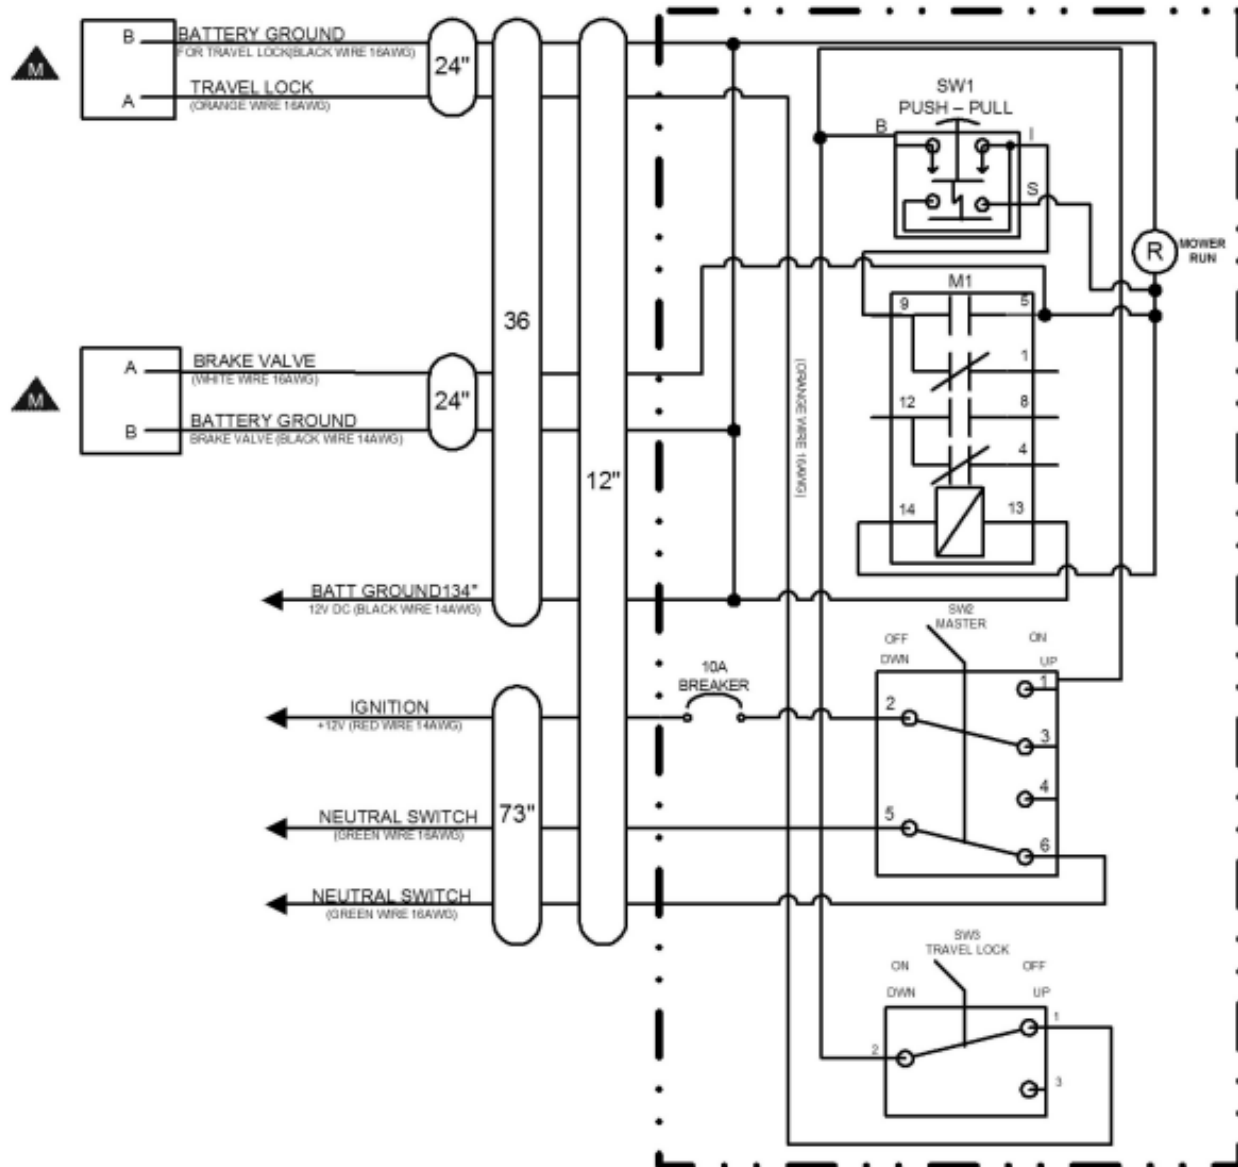 B BATTERY GROUND
FOR TRAVEL LOCK(BLACK WIRE 16AWG)
M
24"
A TRAVEL LOCK
(ORANGE WIRE 16AWG)
SW1
PUSH – PULL
B
I
S
R
MOWER
RUN
M1
9 5
36
1
(ORANGE WIRE 16AWG)
A BRAKE VALVE
(WHITE WIRE 16AWG)
M
24"
12 8
B BATTERY GROUND
BRAKE VALVE (BLACK WIRE 14AWG)
4
12"
14 13
BATT GROUND134"
12V DC (BLACK WIRE 14AWG)
SW2
MASTER
OFF ON
DWN UP
10A
BREAKER
1
IGNITION
+12V (RED WIRE 14AWG)
2
3
4
73"
NEUTRAL SWITCH
(GREEN WIRE 16AWG)
5
6
NEUTRAL SWITCH
(GREEN WIRE 16AWG)
SW3
TRAVEL LOCK
ON OFF
DWN UP
1
2
3